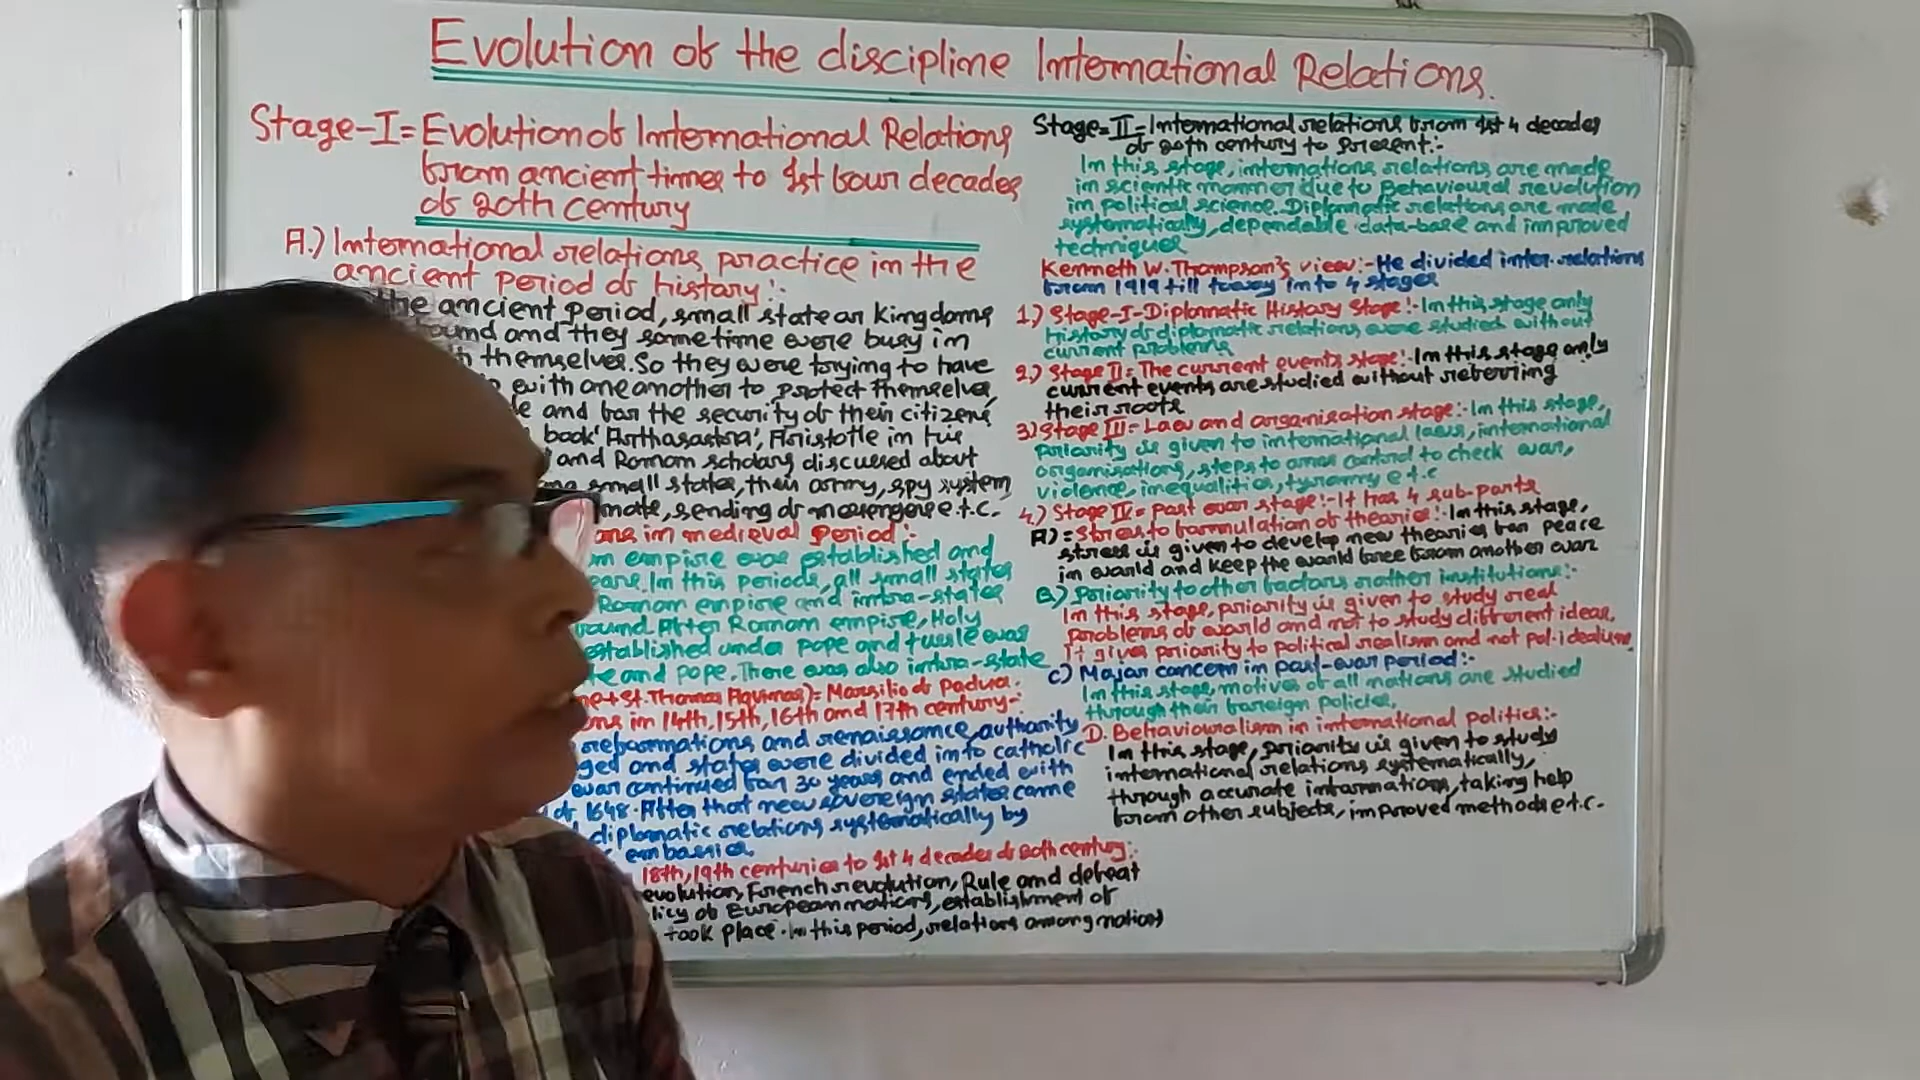 Evolution of the discipline International Relations.
Stage-I= Evolution of International Relations
from ancient times to 1st four decades
of 20th century
A.) International relations practice in the
ancient period of history:-
the ancient period, small state or kingdoms
found and they sometime were busy in
themselves. So they were trying to have
with one another to protect themselves
and for the security of their citizens
book 'Arthasastra', Aristotle in his
and Roman scholars discussed about
small states, their army, spy system
sending of messengers e.t.c.
in medieval period:-
empire was established and
In this periods, all small states
Roman empire and intra-states
found. After Roman empire, Holy
established under pope and tussle was
and pope. There was also intra-state
St. Thomas Aquinas)= Marsilio of Padua.
in 14th, 15th, 16th and 17th century-
reformations and renaissance, authority
and states were divided into catholic
war continued for 30 years and ended with
of 1648. After that new sovereign states came
diplomatic relations systematically by
embassies.
18th, 19th centuries to 1st 4 decades of 20th century:-
French revolution, Rule and defeat
of European nations, establishment of
took place. In this period, relations among nations
Stage=II=International relations from 1st 4 decades
of 20th century to present:-
In this stage, internations relations are made
in scientic manner due to Behavioural revolution
in political science. Diplomatic relations are made
systematically, dependable data-base and improved
techniques
Kenneth W. Thompson's view:- He divided inter-relations
from 1919 till today into 4 stages
1.) Stage-I-Diplomatic History Stage:- In this stage only
history of diplomatic relations were studied without
current problems
2.) Stage II= The current events stage:- In this stage only
current events are studied without referring
their roots
3.) Stage III= Law and organisation stage:- In this stage,
priority is given to international laws, international
organisations, steps to arms control to check war,
violence, inequalities, tyranny e.t.c
4.) Stage IV= Post war stage:- It has 4 sub-parts
A)= Stress to formulation of theories:- In this stage,
stress is given to develop new theories for peace
in world and keep the world free from another war
B) Priority to other factors rather institutions:-
In this stage, priority is given to study real
problems of world and not to study different ideas.
It gives priority to political realism and not pol. idealism.
C) Major concern in post-war period:-
In this stage, motives of all nations are studied
through their foreign policies.
D. Behaviouralism in international politics:-
In this stage, priority is given to study
international relations systematically,
through accurate informations, taking help
from other subjects, improved methods e.t.c.